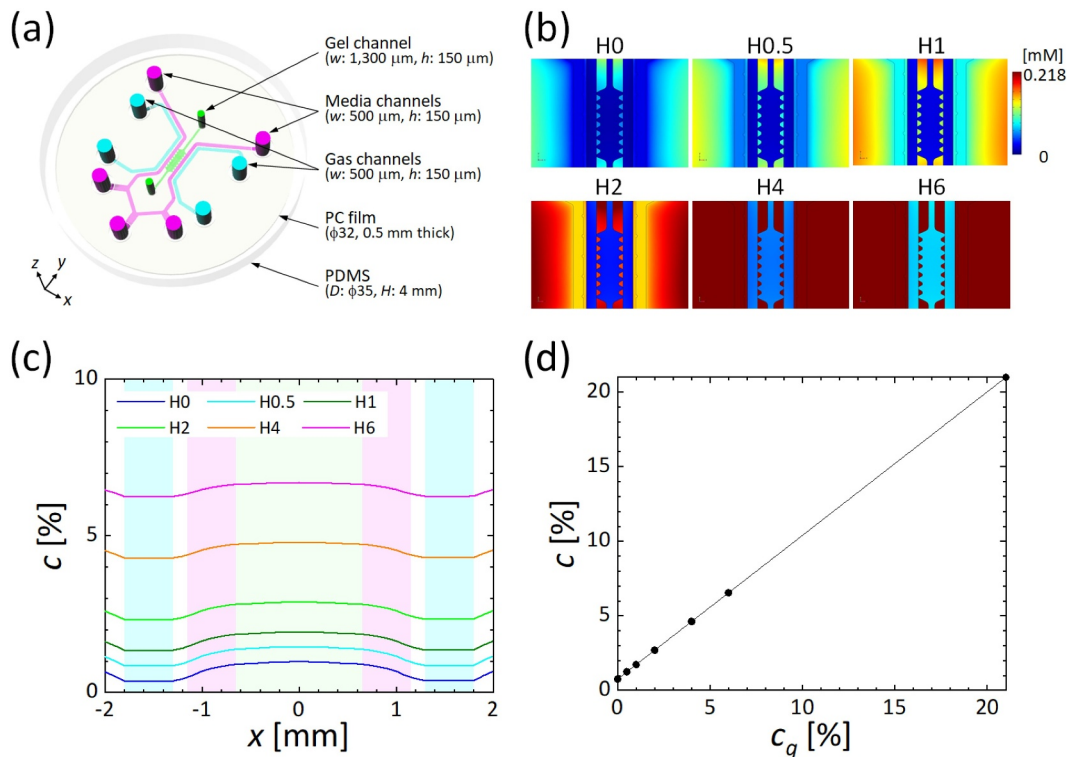 (a)
Gel channel
(w: 1,300 μm, h: 150 μm)
Media channels
(w: 500 μm, h: 150 μm)
Gas channels
(w: 500 μm, h: 150 μm)
PC film
(ϕ32, 0.5 mm thick)
PDMS
(D: ϕ35, H: 4 mm)
z y
x
(b)
H0 H0.5 H1
[mM]
0.218
0
H2 H4 H6
(c)
10
5
0
c [%]
H0 H0.5 H1
H2 H4 H6
-2 -1 0 1 2
x [mm]
(d)
20
15
10
5
0
c [%]
0 5 10 15 20
c_g [%]